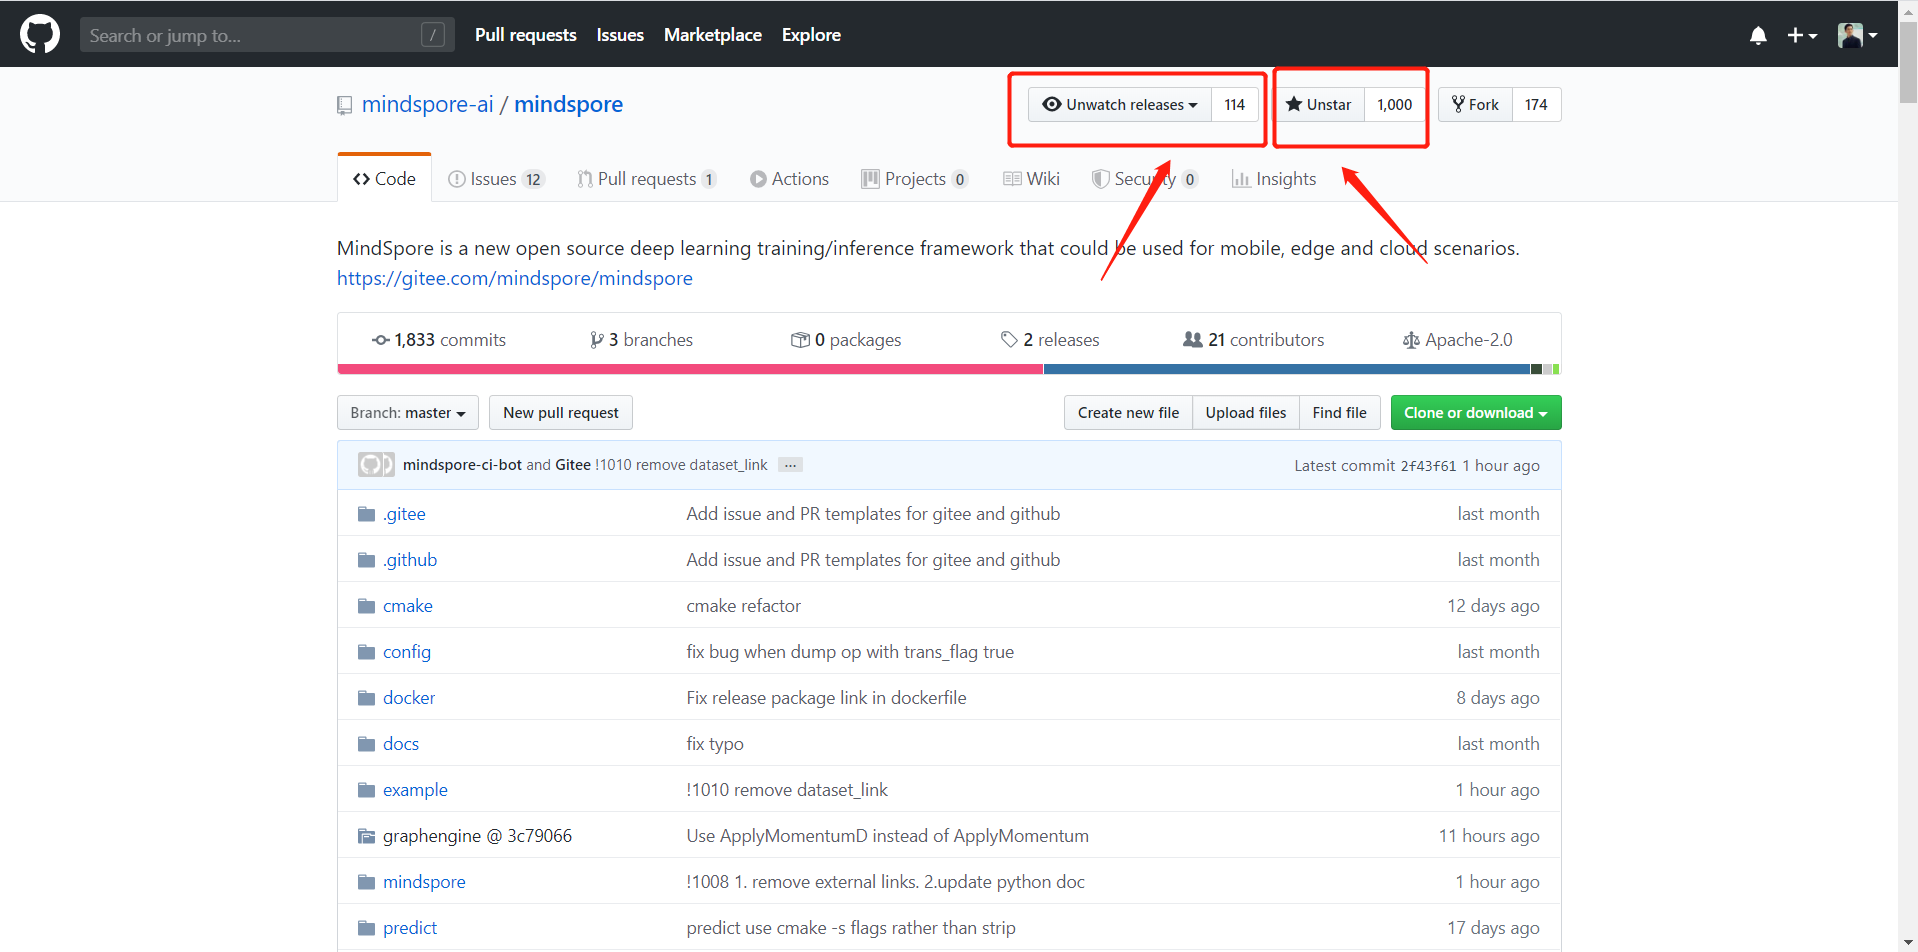 Search or jump to... / Pull requests Issues Marketplace Explore
mindspore-ai / mindspore Unwatch releases 114 Unstar 1,000 Fork 174
Code Issues 12 Pull requests 1 Actions Projects 0 Wiki Security 0 Insights
MindSpore is a new open source deep learning training/inference framework that could be used for mobile, edge and cloud scenarios.
https://gitee.com/mindspore/mindspore
1,833 commits 3 branches 0 packages 2 releases 21 contributors Apache-2.0
Branch: master New pull request Create new file Upload files Find file Clone or download
mindspore-ci-bot and Gitee !1010 remove dataset_link ... Latest commit 2f43f61 1 hour ago
.gitee Add issue and PR templates for gitee and github last month
.github Add issue and PR templates for gitee and github last month
cmake cmake refactor 12 days ago
config fix bug when dump op with trans_flag true last month
docker Fix release package link in dockerfile 8 days ago
docs fix typo last month
example !1010 remove dataset_link 1 hour ago
graphengine @ 3c79066 Use ApplyMomentumD instead of ApplyMomentum 11 hours ago
mindspore !1008 1. remove external links. 2.update python doc 1 hour ago
predict predict use cmake -s flags rather than strip 17 days ago